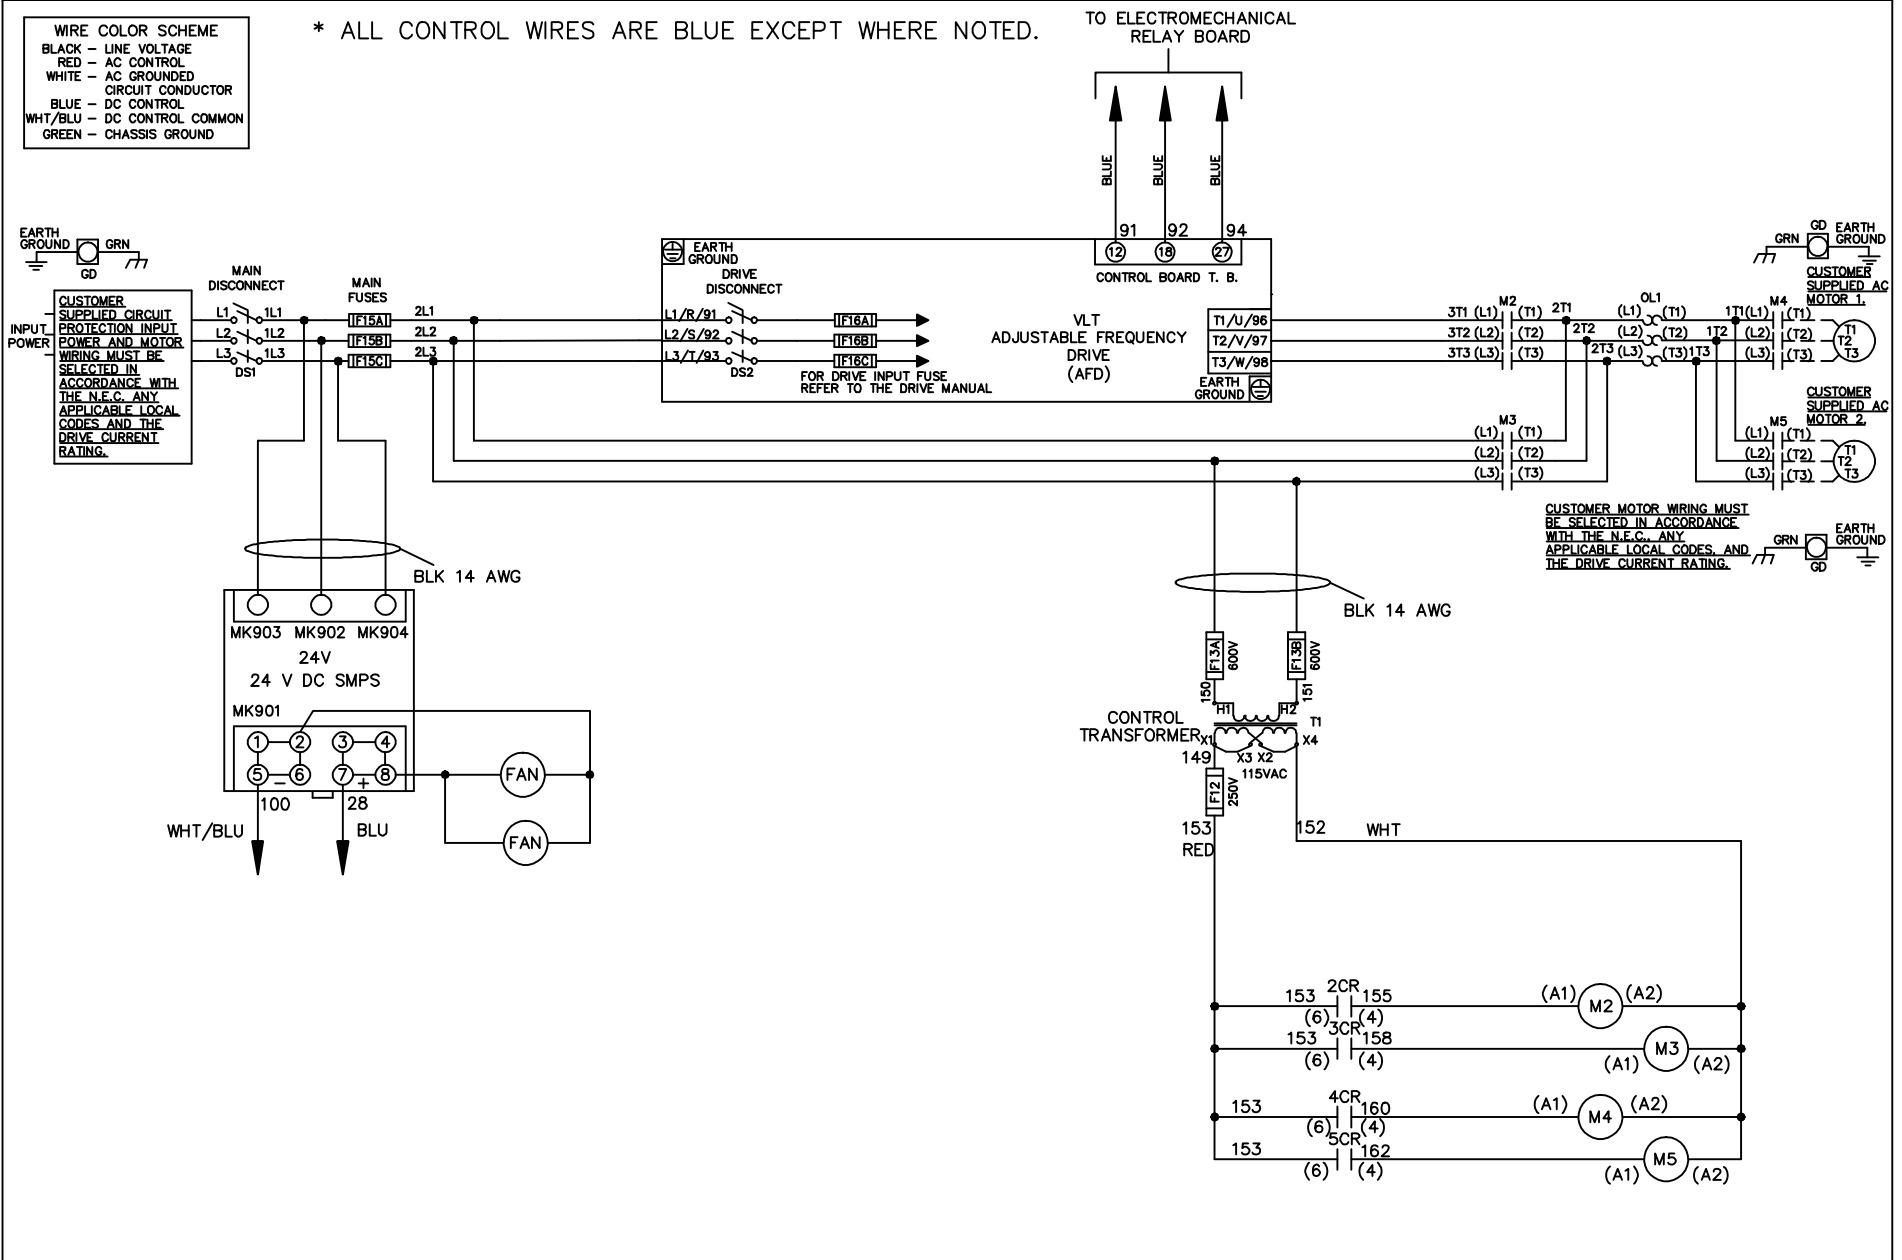 WIRE COLOR SCHEME
BLACK – LINE VOLTAGE
RED – AC CONTROL
WHITE – AC GROUNDED
CIRCUIT CONDUCTOR
BLUE – DC CONTROL
WHT/BLU – DC CONTROL COMMON
GREEN – CHASSIS GROUND
* ALL CONTROL WIRES ARE BLUE EXCEPT WHERE NOTED.
TO ELECTROMECHANICAL
RELAY BOARD
BLUE
BLUE
BLUE
91 92 94
12 18 27
CONTROL BOARD T. B.
EARTH
GROUND
GRN
GD
INPUT
POWER
CUSTOMER
SUPPLIED CIRCUIT
PROTECTION INPUT
POWER AND MOTOR
WIRING MUST BE
SELECTED IN
ACCORDANCE WITH
THE N.E.C. ANY
APPLICABLE LOCAL
CODES AND THE
DRIVE CURRENT
RATING.
MAIN
DISCONNECT
L1 1L1
L2 1L2
L3 1L3
DS1
MAIN
FUSES
F15A 2L1
F15B 2L2
F15C 2L3
EARTH
GROUND
DRIVE
DISCONNECT
L1/R/91
L2/S/92
L3/T/93
DS2
F16A
F16B
F16C
FOR DRIVE INPUT FUSE
REFER TO THE DRIVE MANUAL
VLT
ADJUSTABLE FREQUENCY
DRIVE
(AFD)
T1/U/96
T2/V/97
T3/W/98
EARTH
GROUND
M2
3T1 (L1) (T1) 2T1
3T2 (L2) (T2) 2T2
3T3 (L3) (T3) 2T3
OL1
(L1) (T1) 1T1
(L2) (T2) 1T2
(L3) (T3) 1T3
M4
(L1) (T1)
(L2) (T2)
(L3) (T3)
T1
T2
T3
GD
GRN
EARTH
GROUND
CUSTOMER
SUPPLIED AC
MOTOR 1.
M3
(L1) (T1)
(L2) (T2)
(L3) (T3)
M5
(L1) (T1)
(L2) (T2)
(L3) (T3)
T1
T2
T3
CUSTOMER
SUPPLIED AC
MOTOR 2.
CUSTOMER MOTOR WIRING MUST
BE SELECTED IN ACCORDANCE
WITH THE N.E.C., ANY
APPLICABLE LOCAL CODES, AND
THE DRIVE CURRENT RATING.
GRN
GD
EARTH
GROUND
BLK 14 AWG
MK903 MK902 MK904
24V
24 V DC SMPS
MK901
1 2 3 4
5 6 7 8
– +
100 28
WHT/BLU BLU
FAN
FAN
BLK 14 AWG
F13A
600V
F13B
600V
150
151
H1 H2
T1
CONTROL
TRANSFORMER
X1 X4
X3 X2
115VAC
149
F12
250V
153
RED
152 WHT
2CR
153 155 (A1) M2 (A2)
(6) (4)
3CR
153 158
(6) (4) (A1) M3 (A2)
4CR
153 160 (A1) M4 (A2)
(6) (4)
5CR
153 162
(6) (4) (A1) M5 (A2)